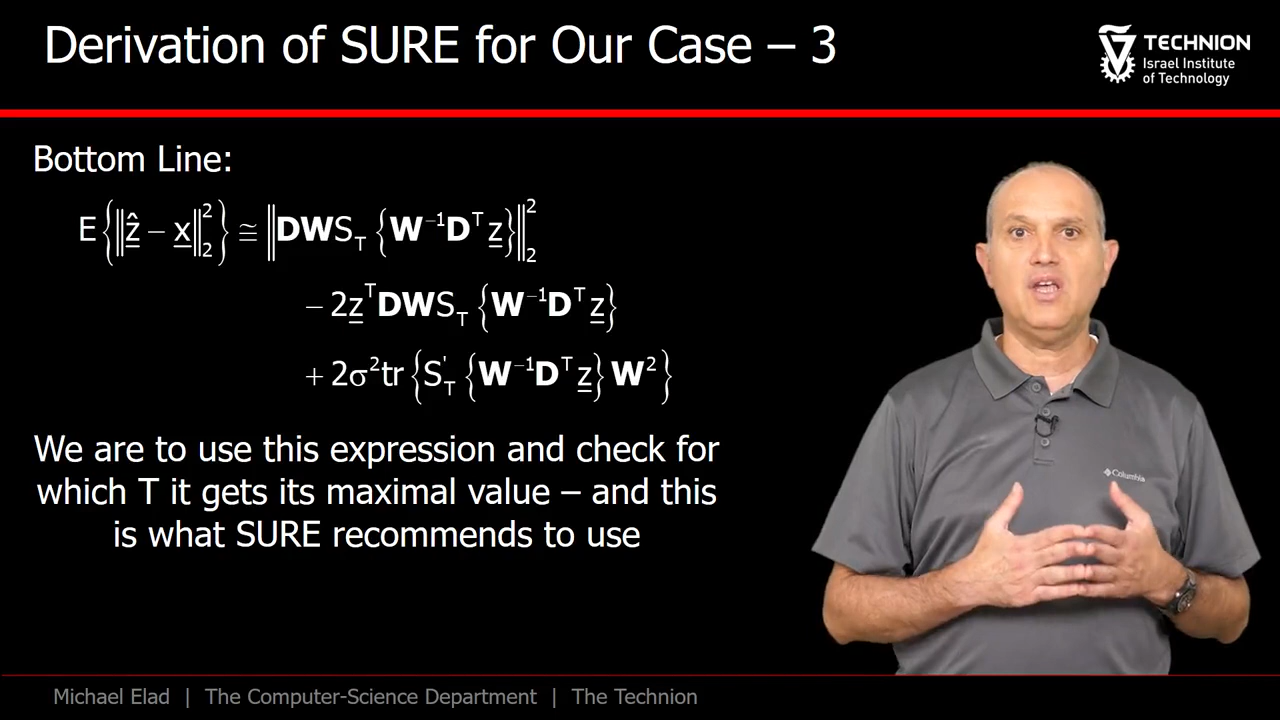 Derivation of SURE for Our Case – 3
TECHNION
Israel Institute
of Technology
Bottom Line:
E{‖ẑ − x‖₂²} ≅ ‖DWS_T{W⁻¹Dᵀz}‖₂²
− 2zᵀDWS_T{W⁻¹Dᵀz}
+ 2σ²tr{S'_T{W⁻¹Dᵀz}W²}
We are to use this expression and check for
which T it gets its maximal value – and this
is what SURE recommends to use
Columbia
Michael Elad | The Computer-Science Department | The Technion